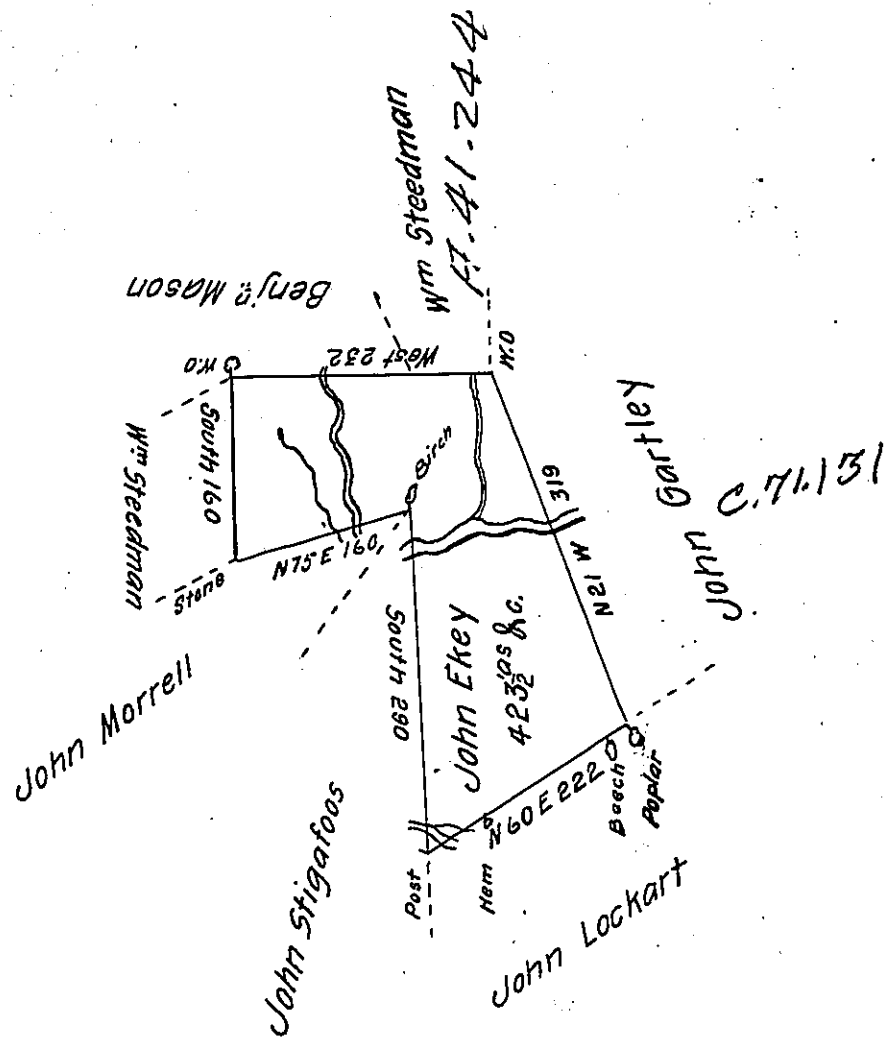 Wm Steedman
A.41.244
Benjn. Mason
W.O
West 232
W.O
Wm Steedman
South 160
Birch
Stone
N75 E 160
319
N21 W
John Gartley
C.71.131
John Morrell
South 290
John Ekey
423½ as &c.
John Stigafoos
Post
Hem
N60 E 222
Beech
Poplar
John Lockart